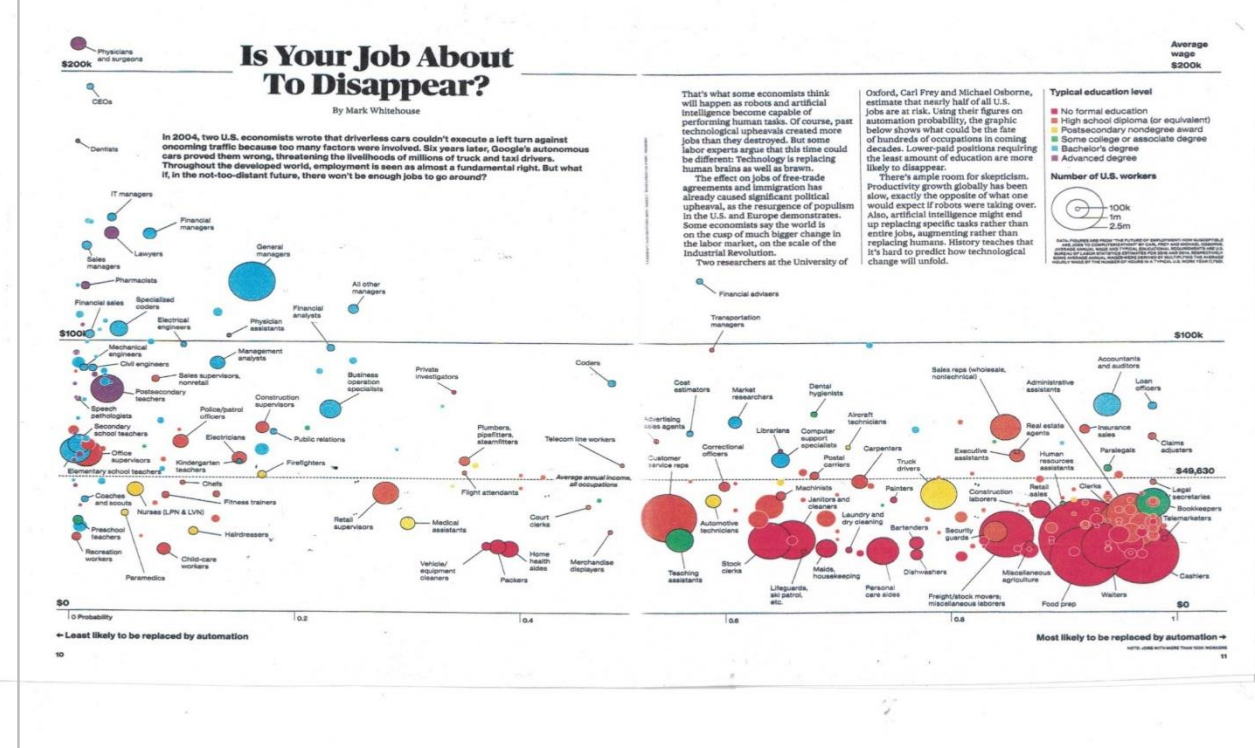 Physicians
and surgeons
$200k
CEOs
Dentists
Is Your Job About
To Disappear?
By Mark Whitehouse
In 2004, two U.S. economists wrote that driverless cars couldn't execute a left turn against
oncoming traffic because too many factors were involved. Six years later, Google's autonomous
cars proved them wrong, threatening the livelihoods of millions of truck and taxi drivers.
Throughout the developed world, employment is seen as almost a fundamental right. But what
if, in the not-too-distant future, there won't be enough jobs to go around?
That's what some economists think
will happen as robots and artificial
intelligence become capable of
performing human tasks. Of course, past
technological upheavals created more
jobs than they destroyed. But some
labor experts argue that this time could
be different: Technology is replacing
human brains as well as brawn.
The effect on jobs of free-trade
agreements and immigration has
already caused significant political
upheaval, as the resurgence of populism
in the U.S. and Europe demonstrates.
Some economists say the world is
on the cusp of much bigger change in
the labor market, on the scale of the
Industrial Revolution.
Two researchers at the University of
Oxford, Carl Frey and Michael Osborne,
estimate that nearly half of all U.S.
jobs are at risk. Using their figures on
automation probability, the graphic
below shows what could be the fate
of hundreds of occupations in coming
decades. Lower-paid positions requiring
the least amount of education are more
likely to disappear.
There's ample room for skepticism.
Productivity growth globally has been
slow, exactly the opposite of what one
would expect if robots were taking over.
Also, artificial intelligence might end
up replacing specific tasks rather than
entire jobs, augmenting rather than
replacing humans. History teaches that
it's hard to predict how technological
change will unfold.
Average
wage
$200k
Typical education level
No formal education
High school diploma (or equivalent)
Postsecondary nondegree award
Some college or associate degree
Bachelor's degree
Advanced degree
Number of U.S. workers
100k
1m
2.5m
IT managers
Financial
managers
Lawyers
Sales
managers
General
managers
Pharmacists
Financial sales
Specialized
coders
Electrical
engineers
Physician
assistants
Financial
analysts
All other
managers
Financial advisers
Transportation
managers
$100k
$100k
Mechanical
engineers
Civil engineers
Management
analysts
Sales supervisors,
nonretail
Postsecondary
teachers
Business
operation
specialists
Private
investigators
Coders
Speech
pathologists
Police/patrol
officers
Construction
supervisors
Secondary
school teachers
Electricians
Public relations
Office
supervisors
Plumbers,
pipefitters,
steamfitters
Telecom line workers
Elementary school teachers
Kindergarten
teachers
Firefighters
Flight attendants
Average annual income,
all occupations
Chefs
Coaches
and scouts
Nurses (LPN & LVN)
Fitness trainers
Retail
supervisors
Medical
assistants
Court
clerks
Preschool
teachers
Hairdressers
Recreation
workers
Child-care
workers
Paramedics
Vehicle/
equipment
cleaners
Packers
Home
health
aides
Merchandise
displayers
Cost
estimators
Market
researchers
Dental
hygienists
Sales reps (wholesale,
nontechnical)
Administrative
assistants
Accountants
and auditors
Loan
officers
Advertising
sales agents
Librarians
Computer
support
specialists
Aircraft
technicians
Real estate
agents
Insurance
sales
Claims
adjusters
Customer
service reps
Correctional
officers
Postal
carriers
Carpenters
Truck
drivers
Executive
assistants
Human
resources
assistants
Paralegals
$49,630
Machinists
Janitors and
cleaners
Painters
Construction
laborers
Retail
sales
Clerks
Legal
secretaries
Bookkeepers
Telemarketers
Automotive
technicians
Laundry and
dry cleaning
Bartenders
Security
guards
Teaching
assistants
Stock
clerks
Lifeguards,
ski patrol,
etc.
Maids,
housekeeping
Personal
care aides
Dishwashers
Freight/stock movers;
miscellaneous laborers
Miscellaneous
agriculture
Food prep
Waiters
Cashiers
$0
$0
0 Probability
0.2
0.4
0.6
0.8
1
← Least likely to be replaced by automation
Most likely to be replaced by automation →
NOTE: JOBS WITH MORE THAN 100K WORKERS
10
11